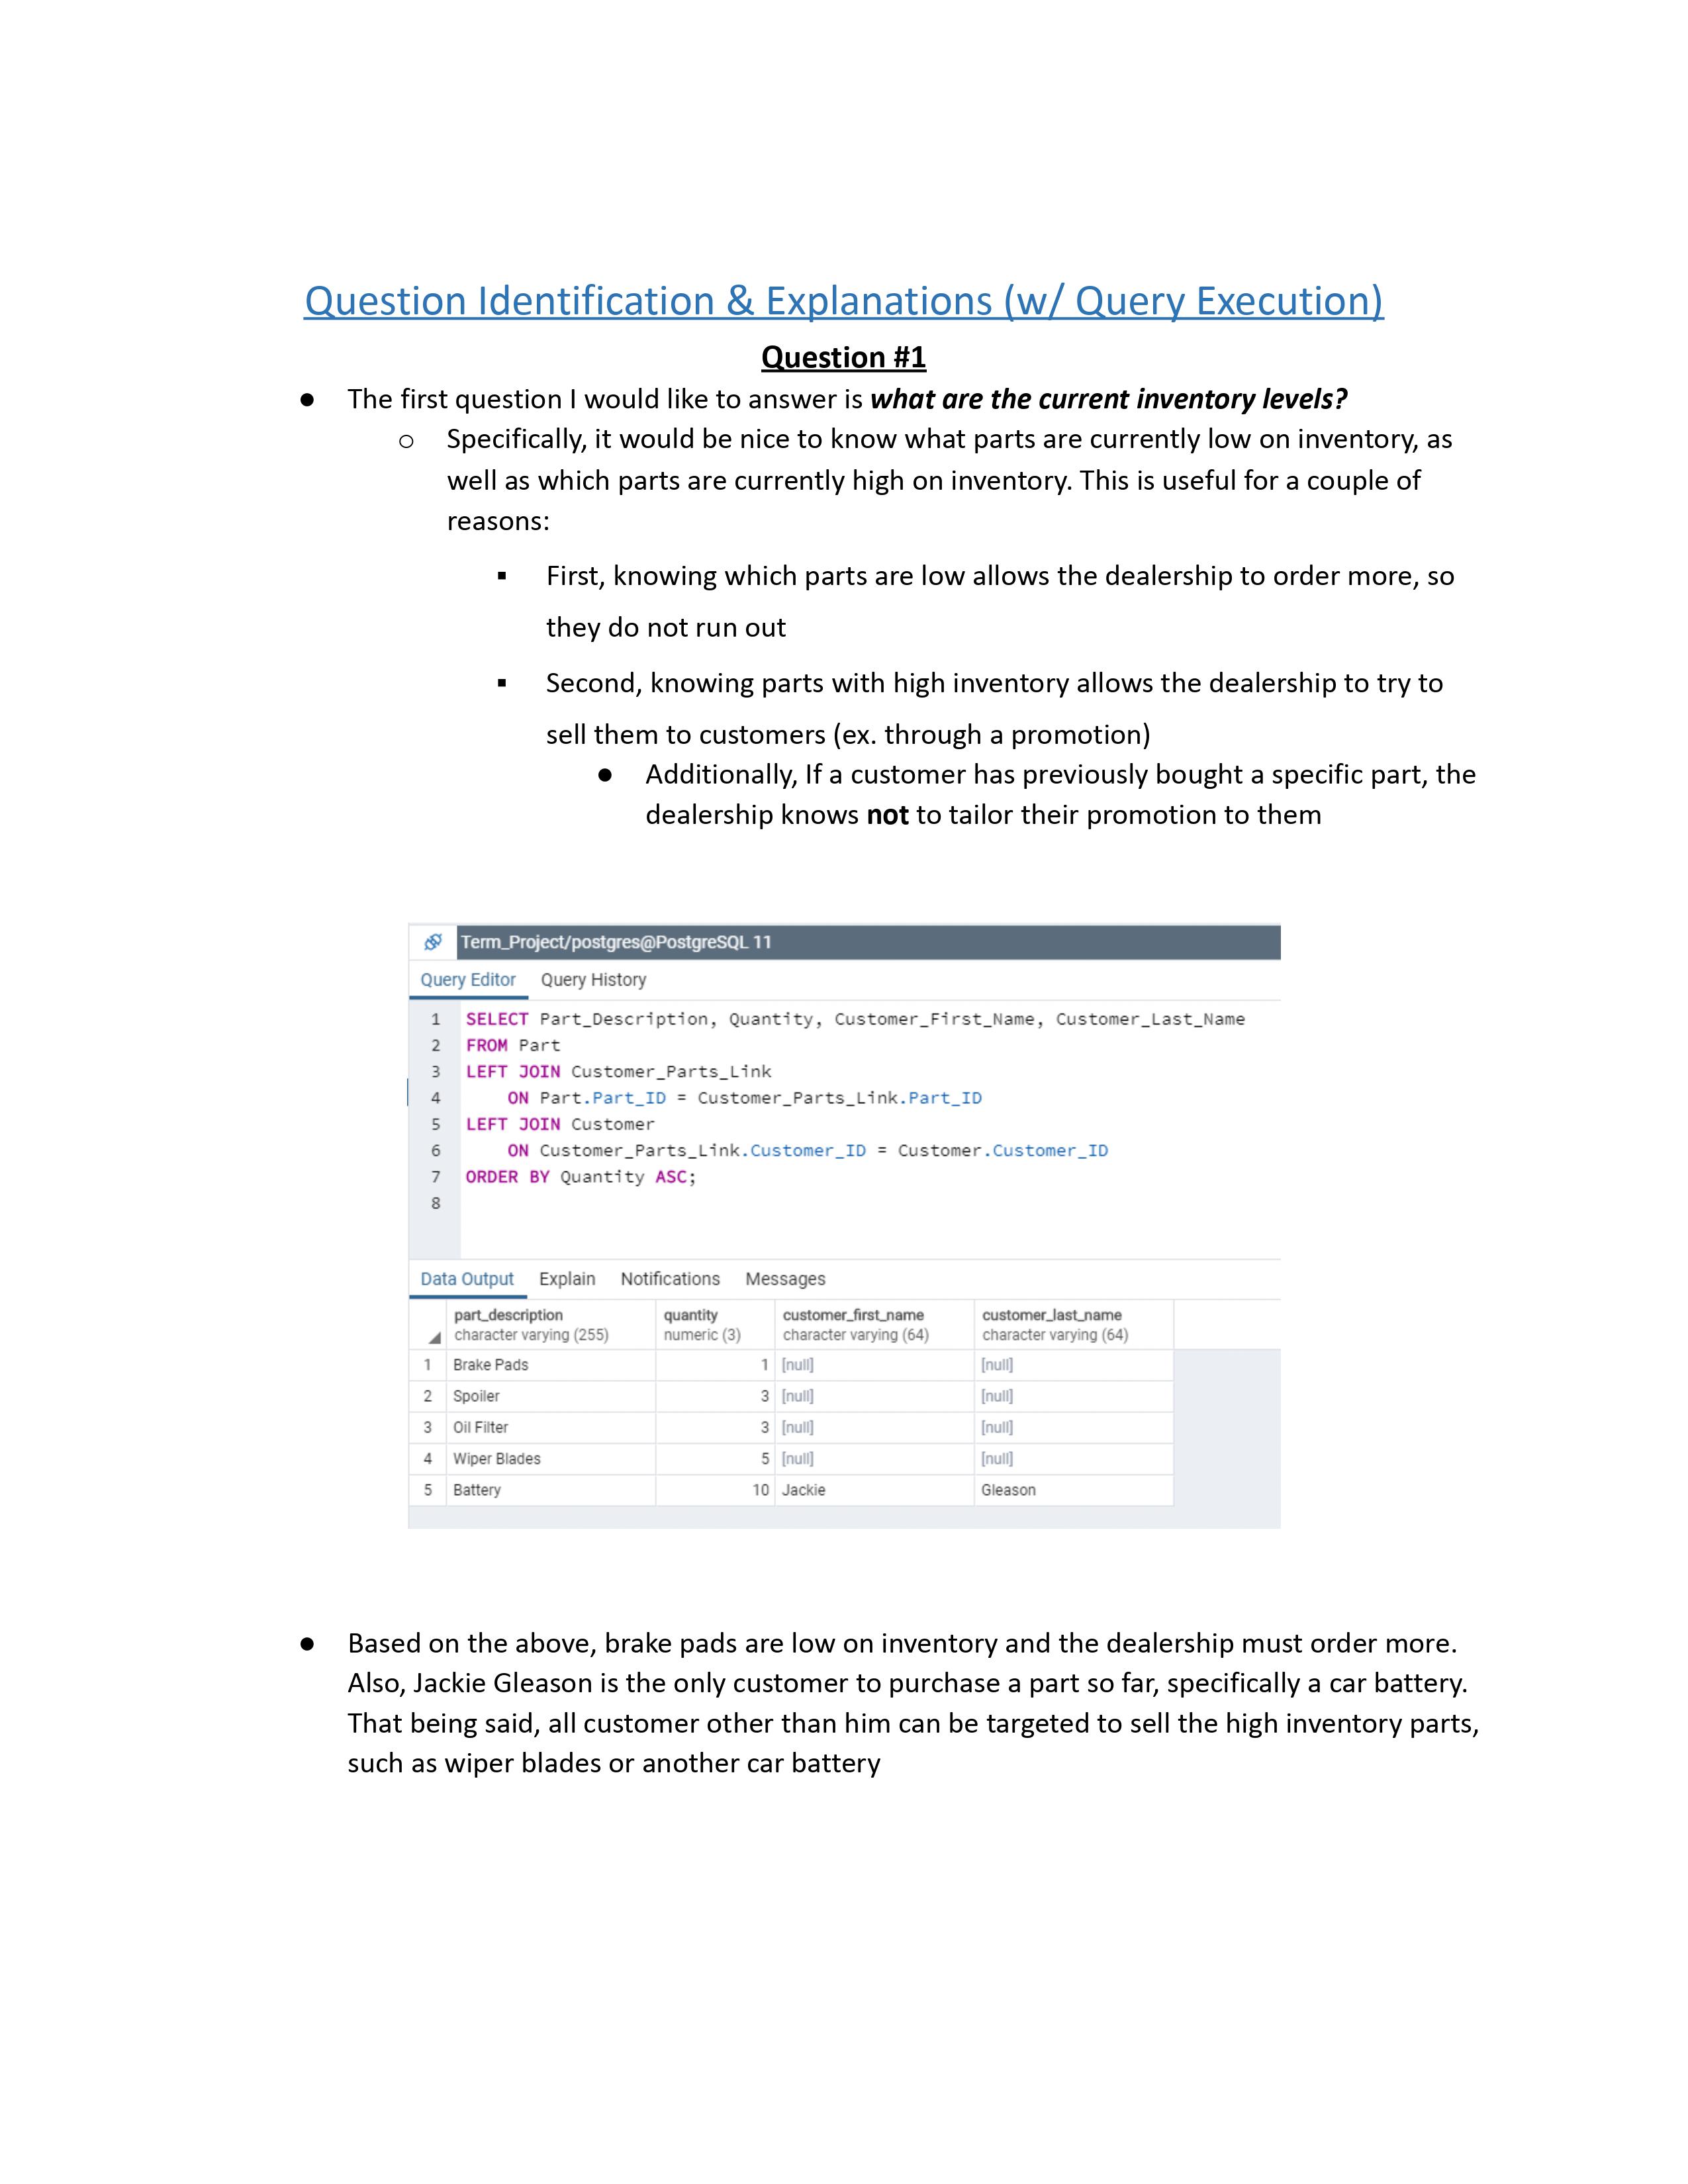 Question Identification & Explanations (w/ Query Execution)
Question #1
● The first question I would like to answer is what are the current inventory levels?
o Specifically, it would be nice to know what parts are currently low on inventory, as
well as which parts are currently high on inventory. This is useful for a couple of
reasons:
▪ First, knowing which parts are low allows the dealership to order more, so
they do not run out
▪ Second, knowing parts with high inventory allows the dealership to try to
sell them to customers (ex. through a promotion)
● Additionally, If a customer has previously bought a specific part, the
dealership knows not to tailor their promotion to them
Term_Project/postgres@PostgreSQL 11
Query Editor Query History
1 SELECT Part_Description, Quantity, Customer_First_Name, Customer_Last_Name
2 FROM Part
3 LEFT JOIN Customer_Parts_Link
4 ON Part.Part_ID = Customer_Parts_Link.Part_ID
5 LEFT JOIN Customer
6 ON Customer_Parts_Link.Customer_ID = Customer.Customer_ID
7 ORDER BY Quantity ASC;
8
Data Output Explain Notifications Messages
part_description quantity customer_first_name customer_last_name
character varying (255) numeric (3) character varying (64) character varying (64)
1 Brake Pads 1 [null] [null]
2 Spoiler 3 [null] [null]
3 Oil Filter 3 [null] [null]
4 Wiper Blades 5 [null] [null]
5 Battery 10 Jackie Gleason
● Based on the above, brake pads are low on inventory and the dealership must order more.
Also, Jackie Gleason is the only customer to purchase a part so far, specifically a car battery.
That being said, all customer other than him can be targeted to sell the high inventory parts,
such as wiper blades or another car battery